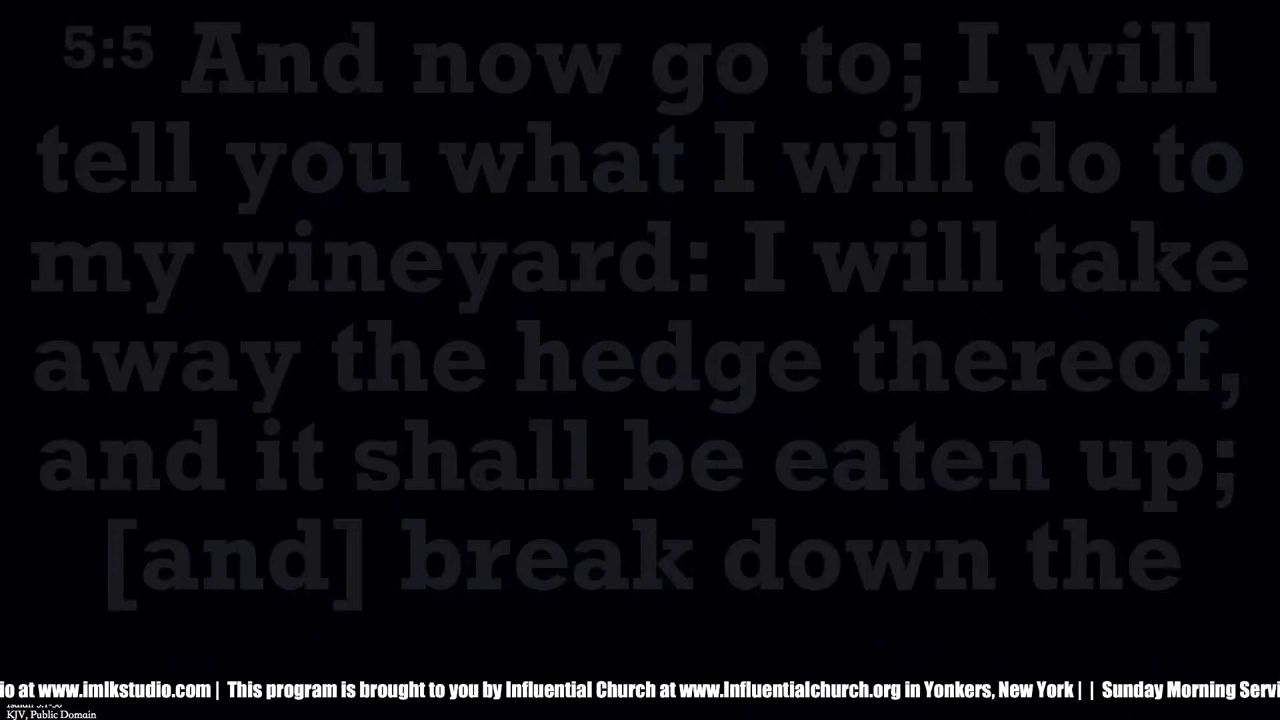 5:5 And now go to; I will
tell you what I will do to
my vineyard: I will take
away the hedge thereof,
and it shall be eaten up;
[and] break down the
io at www.imlkstudio.com | This program is brought to you by Influential Church at www.Influentialchurch.org in Yonkers, New York | | Sunday Morning Servi
KJV, Public Domain